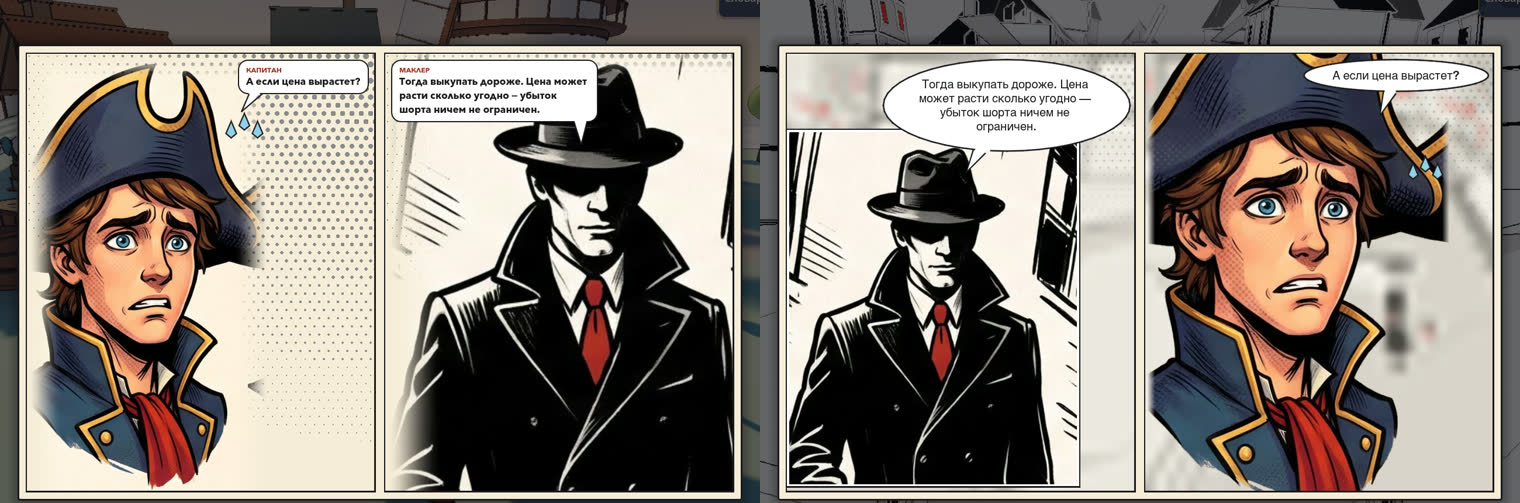 КАПИТАН
А если цена вырастет?
МАКЛЕР
Тогда выкупать дороже. Цена может
расти сколько угодно – убыток
шорта ничем не ограничен.
Тогда выкупать дороже. Цена
может расти сколько угодно —
убыток шорта ничем не
ограничен.
А если цена вырастет?